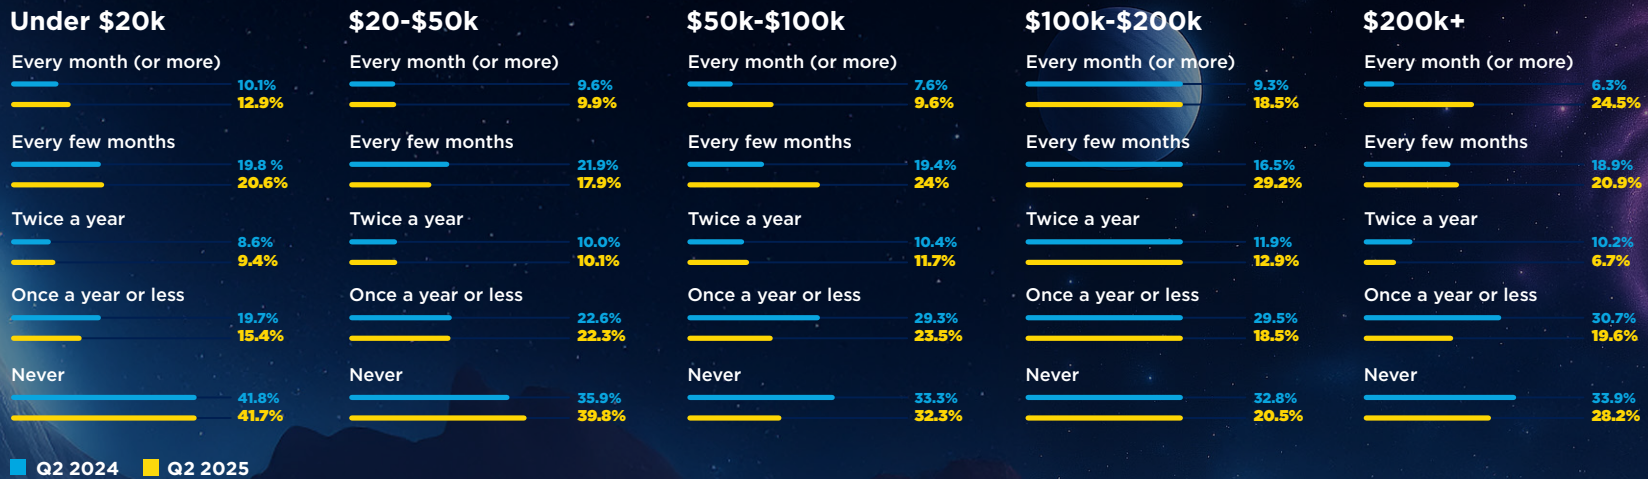 Under $20k
Every month (or more)
10.1%
12.9%
Every few months
19.8 %
20.6%
Twice a year
8.6%
9.4%
Once a year or less
19.7%
15.4%
Never
41.8%
41.7%
$20-$50k
Every month (or more)
9.6%
9.9%
Every few months
21.9%
17.9%
Twice a year
10.0%
10.1%
Once a year or less
22.6%
22.3%
Never
35.9%
39.8%
$50k-$100k
Every month (or more)
7.6%
9.6%
Every few months
19.4%
24%
Twice a year
10.4%
11.7%
Once a year or less
29.3%
23.5%
Never
33.3%
32.3%
$100k-$200k
Every month (or more)
9.3%
18.5%
Every few months
16.5%
29.2%
Twice a year
11.9%
12.9%
Once a year or less
29.5%
18.5%
Never
32.8%
20.5%
$200k+
Every month (or more)
6.3%
24.5%
Every few months
18.9%
20.9%
Twice a year
10.2%
6.7%
Once a year or less
30.7%
19.6%
Never
33.9%
28.2%
Q2 2024
Q2 2025